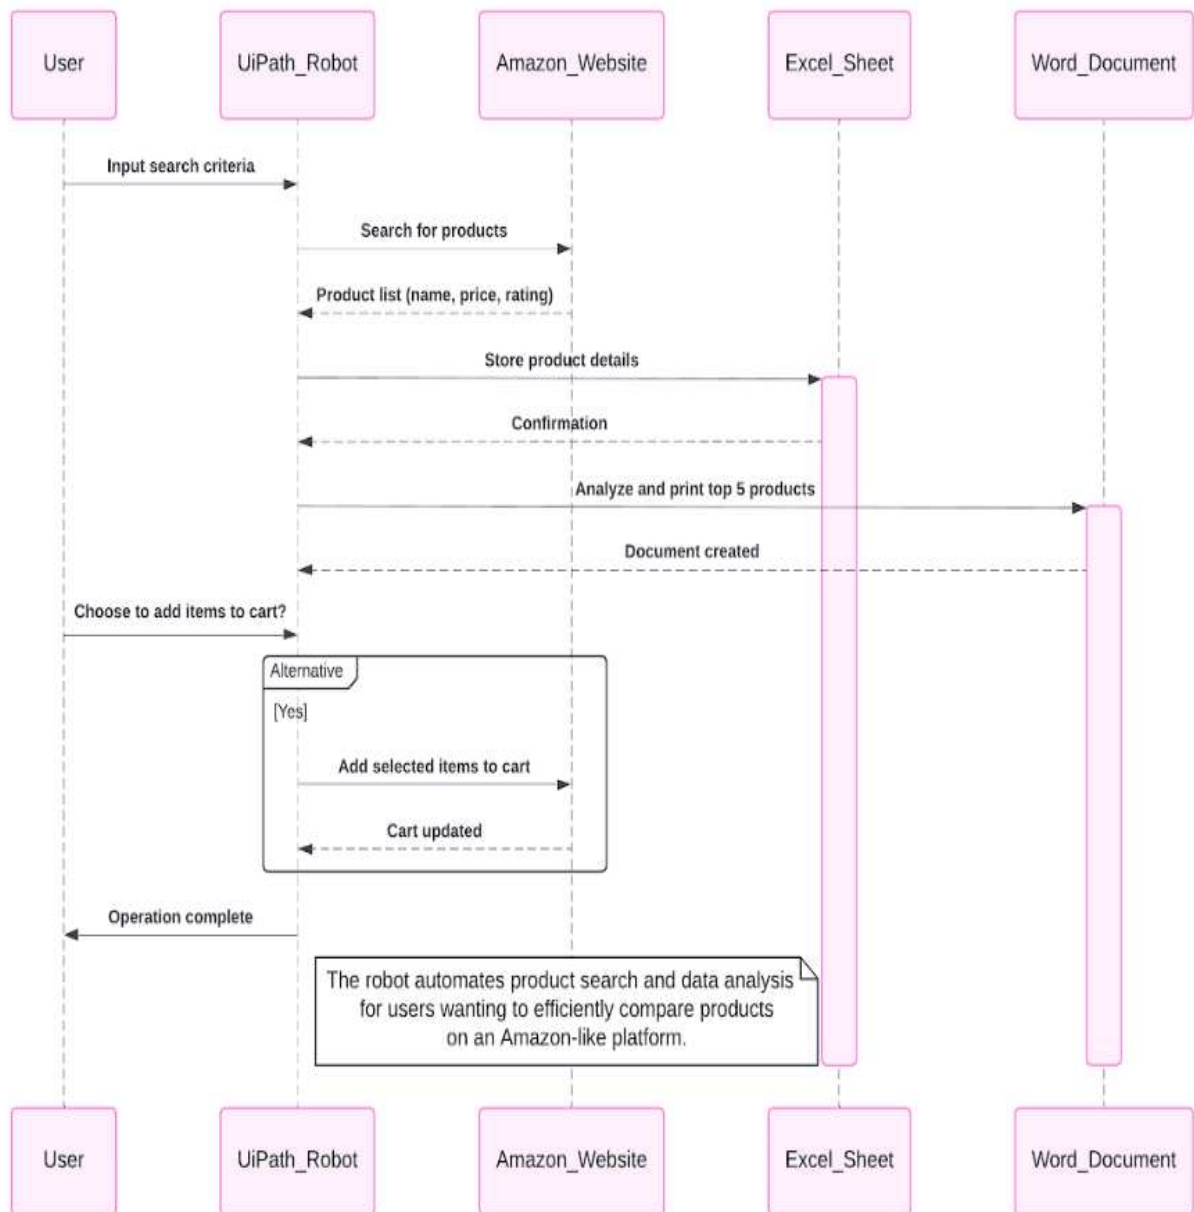 User
UiPath_Robot
Amazon_Website
Excel_Sheet
Word_Document
Input search criteria
Search for products
Product list (name, price, rating)
Store product details
Confirmation
Analyze and print top 5 products
Document created
Choose to add items to cart?
Alternative
[Yes]
Add selected items to cart
Cart updated
Operation complete
The robot automates product search and data analysis
for users wanting to efficiently compare products
on an Amazon-like platform.
User
UiPath_Robot
Amazon_Website
Excel_Sheet
Word_Document